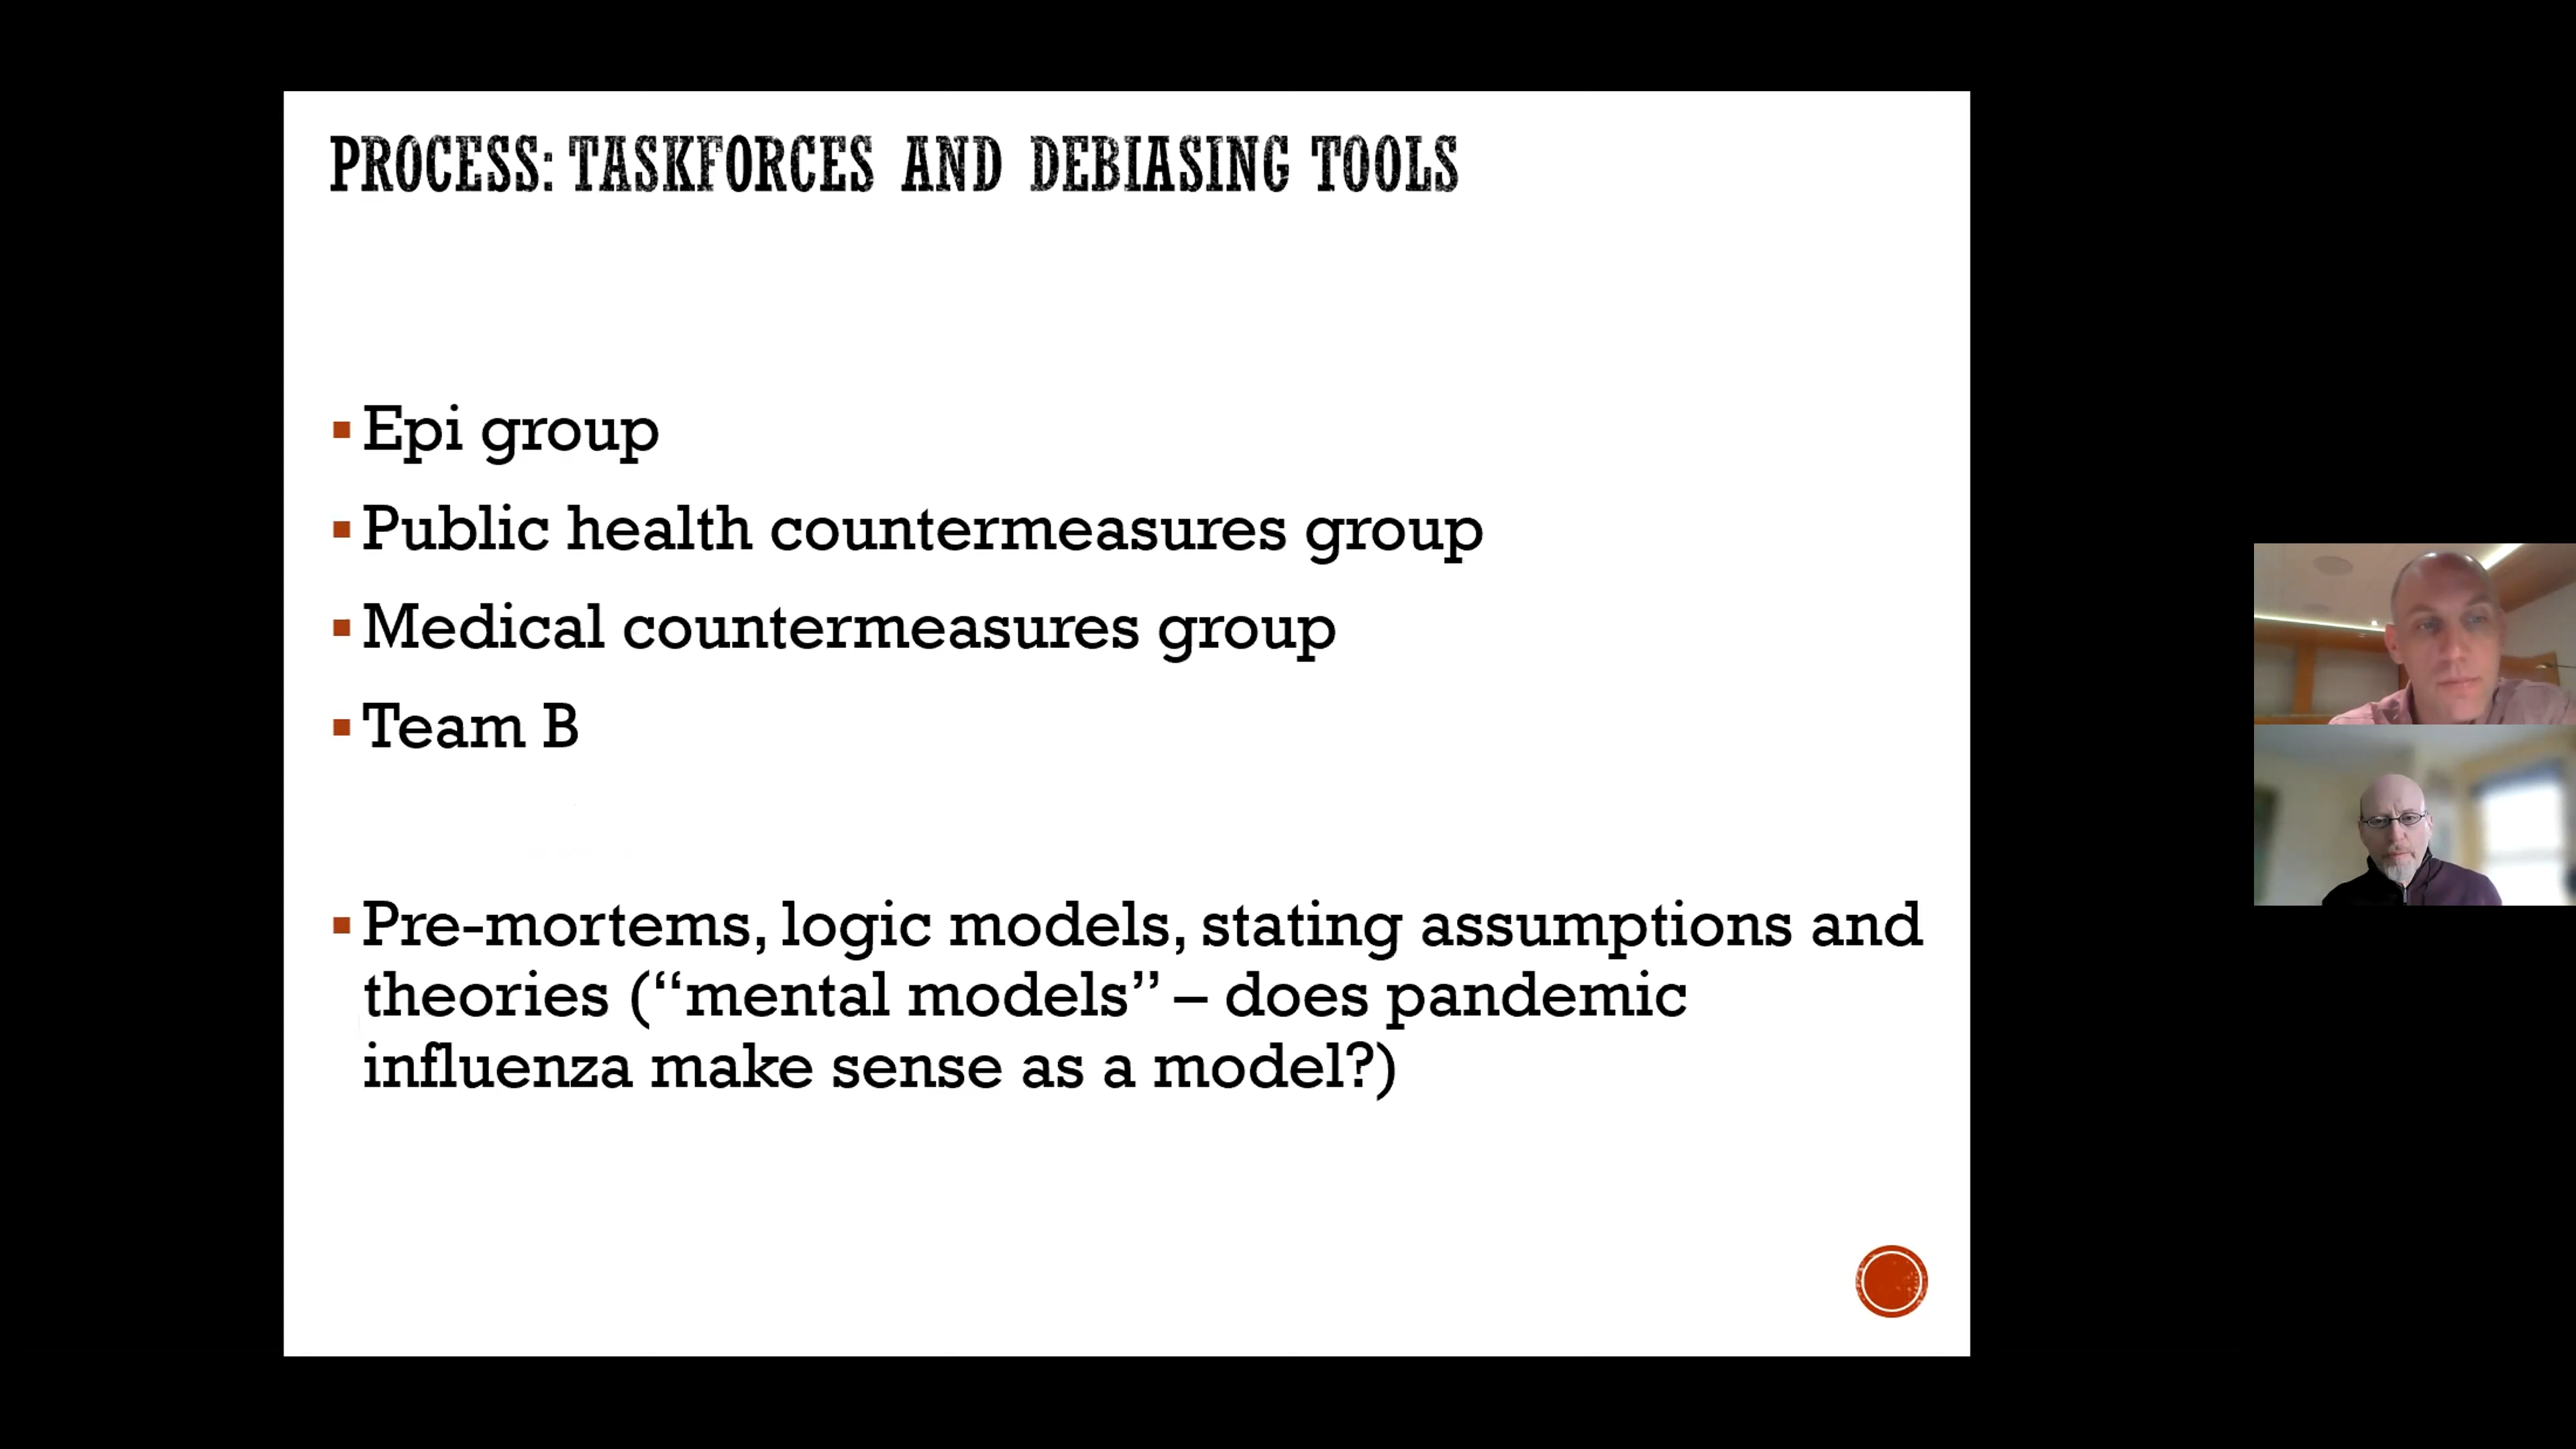 PROCESS: TASKFORCES AND DEBIASING TOOLS
▪Epi group
▪Public health countermeasures group
▪Medical countermeasures group
▪Team B
▪Pre-mortems, logic models, stating assumptions and
theories (“mental models” – does pandemic
influenza make sense as a model?)